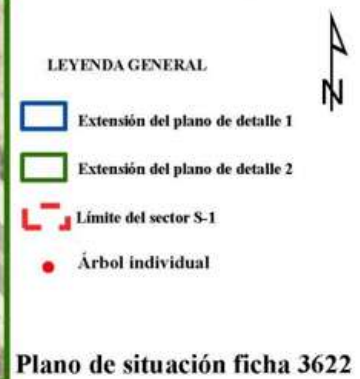 N
LEYENDA GENERAL
Extensión del plano de detalle 1
Extensión del plano de detalle 2
Límite del sector S-1
Árbol individual
Plano de situación ficha 3622